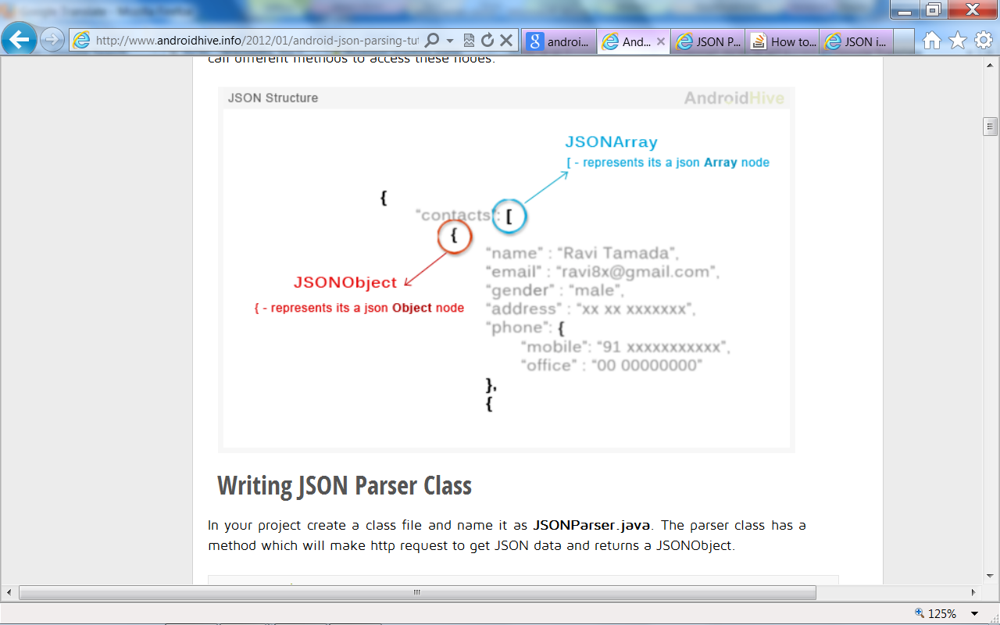 Google Translate - Mozilla Firefox
http://www.androidhive.info/2012/01/android-json-parsing-tut
androi...
And...
JSON P...
How to...
JSON i...
call different methods to access these nodes.
JSON Structure
AndroidHive
JSONArray
[ - represents its a json Array node
{
"contacts": [
{
"name" : "Ravi Tamada",
"email" : "ravi8x@gmail.com",
JSONObject
"gender" : "male",
{ - represents its a json Object node
"address" : "xx xx xxxxxxx",
"phone": {
"mobile": "91 xxxxxxxxxxx",
"office" : "00 00000000"
},
{
Writing JSON Parser Class
In your project create a class file and name it as JSONParser.java. The parser class has a
method which will make http request to get JSON data and returns a JSONObject.
125%